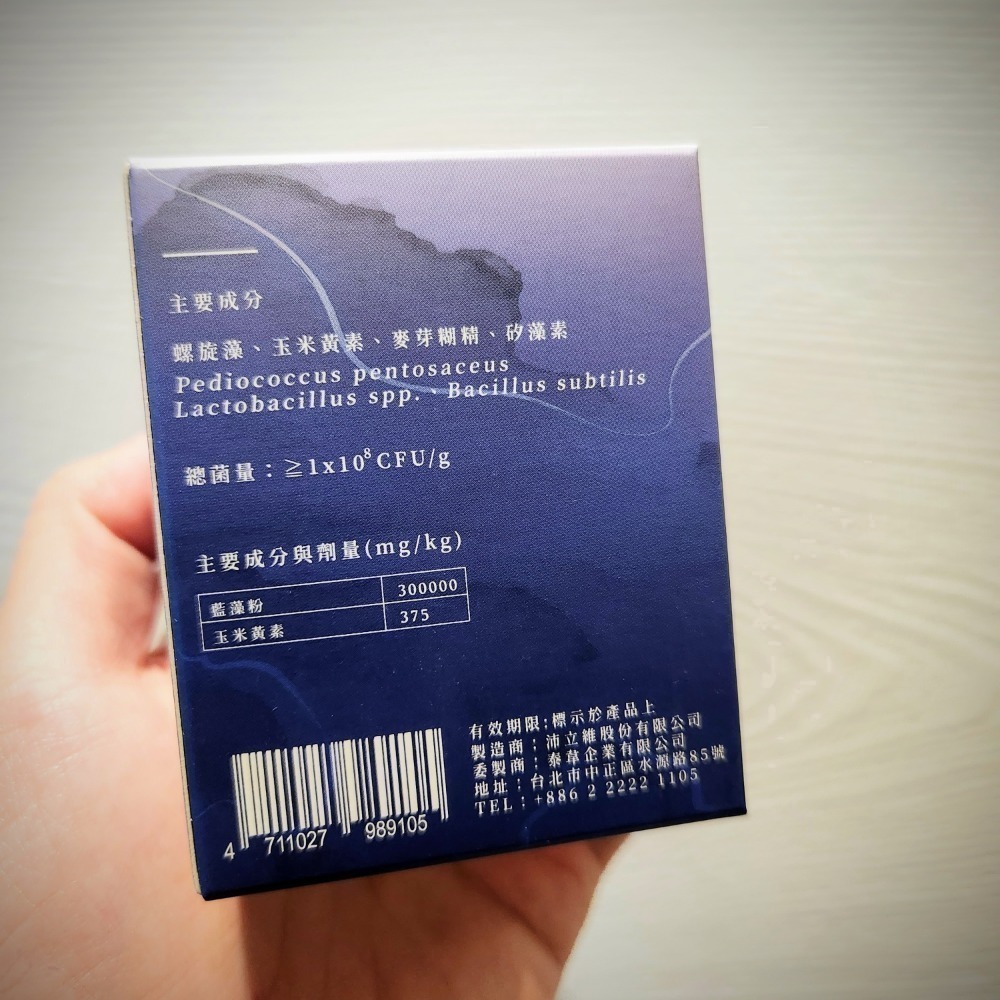 主要成分
螺旋藻、玉米黃素、麥芽糊精、矽藻素
Pediococcus pentosaceus
Lactobacillus spp.、Bacillus subtilis
總菌量：≧1x10⁸CFU/g
主要成分與劑量(mg/kg)
藍藻粉 300000
玉米黃素 375
有效期限:標示於產品上
製造商：沛立維股份有限公司
委製商：泰草企業有限公司
地址：台北市中正區水源路85號
TEL：+886 2 2222 1105
4 711027 989105